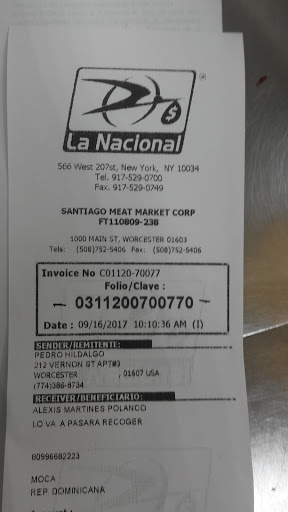 ®
$
La Nacional
566 West 207st, New York, NY 10034
Tel. 917-529-0700
Fax. 917-529-0749
SANTIAGO MEAT MARKET CORP
FT110809-238
1000 MAIN ST, WORCESTER 01603
Tels: (508)752-5406 Fax: (508)752-5406
Invoice No C01120-70077
Folio/Clave :
— 0311200700770 —
Date : 09/16/2017 10:10:36 AM (I)
SENDER/REMITENTE:
PEDRO HILDALGO
212 VERNON ST APT#3
WORCESTER , 01607 USA
(774)386-8734
RECEIVER/BENEFICIARIO:
ALEXIS MARTINES POLANCO
LO VA A PASARA RECOGER
80996682223
MOCA
REP. DOMINICANA